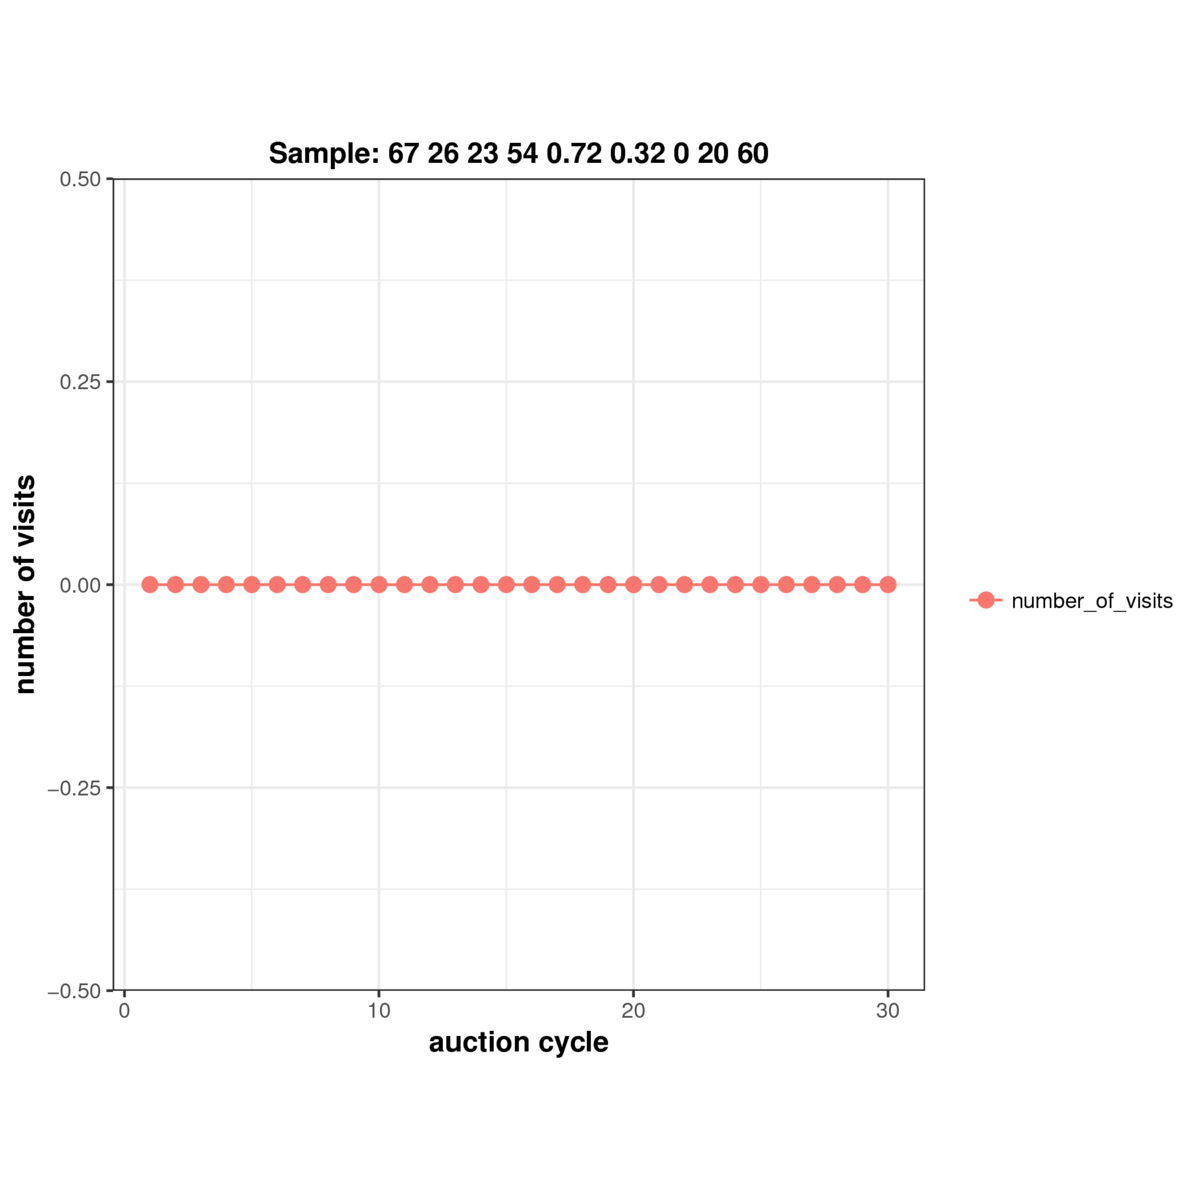 Sample: 67 26 23 54 0.72 0.32 0 20 60
0.50
0.25
0.00
−0.25
−0.50
number of visits
0 10 20 30
auction cycle
number_of_visits